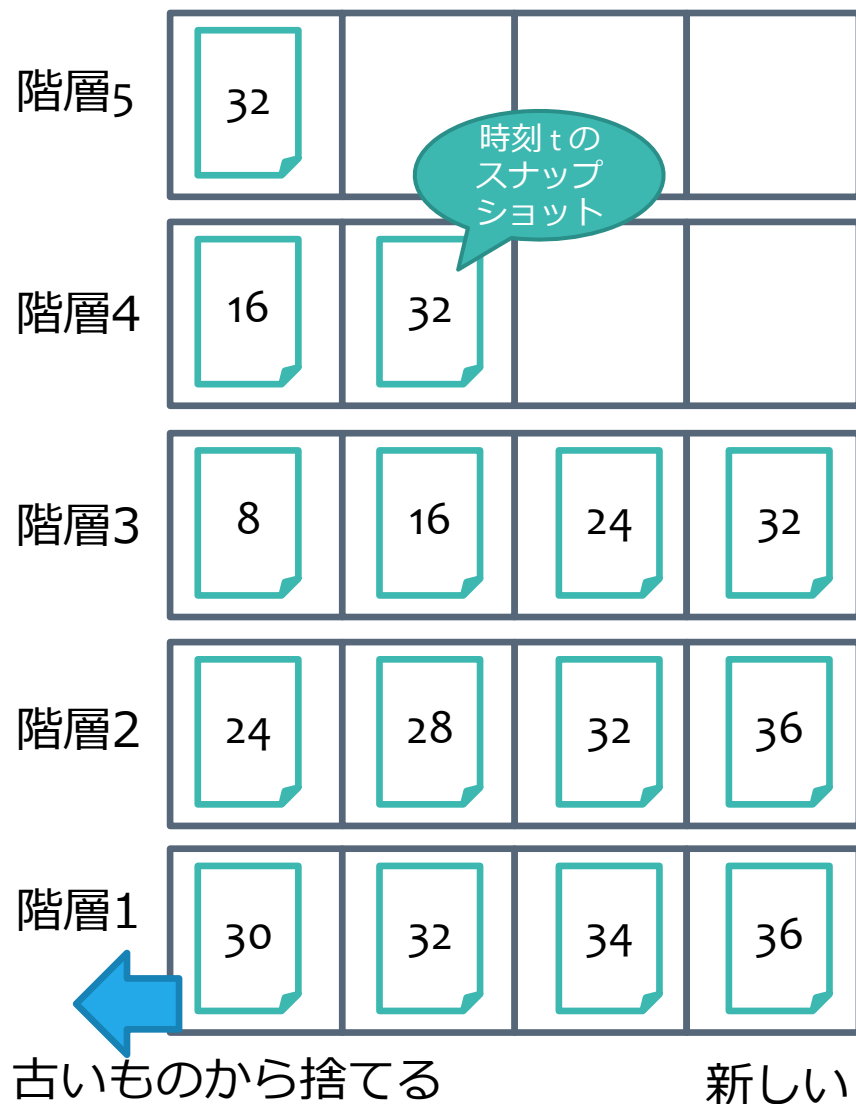 階層5
32
時刻 t の
スナップ
ショット
階層4
16 32
階層3
8 16 24 32
階層2
24 28 32 36
階層1
30 32 34 36
古いものから捨てる 新しい